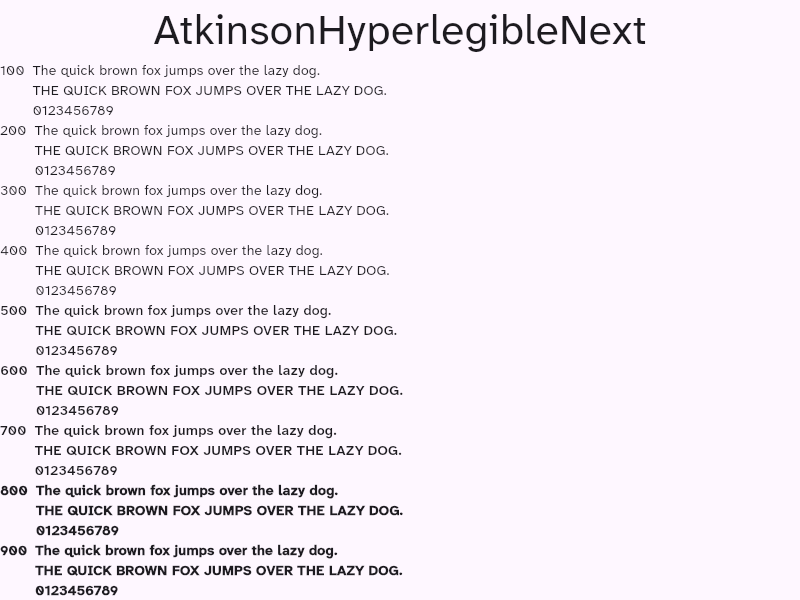 AtkinsonHyperlegibleNext
100 The quick brown fox jumps over the lazy dog.
THE QUICK BROWN FOX JUMPS OVER THE LAZY DOG.
0123456789
200 The quick brown fox jumps over the lazy dog.
THE QUICK BROWN FOX JUMPS OVER THE LAZY DOG.
0123456789
300 The quick brown fox jumps over the lazy dog.
THE QUICK BROWN FOX JUMPS OVER THE LAZY DOG.
0123456789
400 The quick brown fox jumps over the lazy dog.
THE QUICK BROWN FOX JUMPS OVER THE LAZY DOG.
0123456789
500 The quick brown fox jumps over the lazy dog.
THE QUICK BROWN FOX JUMPS OVER THE LAZY DOG.
0123456789
600 The quick brown fox jumps over the lazy dog.
THE QUICK BROWN FOX JUMPS OVER THE LAZY DOG.
0123456789
700 The quick brown fox jumps over the lazy dog.
THE QUICK BROWN FOX JUMPS OVER THE LAZY DOG.
0123456789
800 The quick brown fox jumps over the lazy dog.
THE QUICK BROWN FOX JUMPS OVER THE LAZY DOG.
0123456789
900 The quick brown fox jumps over the lazy dog.
THE QUICK BROWN FOX JUMPS OVER THE LAZY DOG.
0123456789